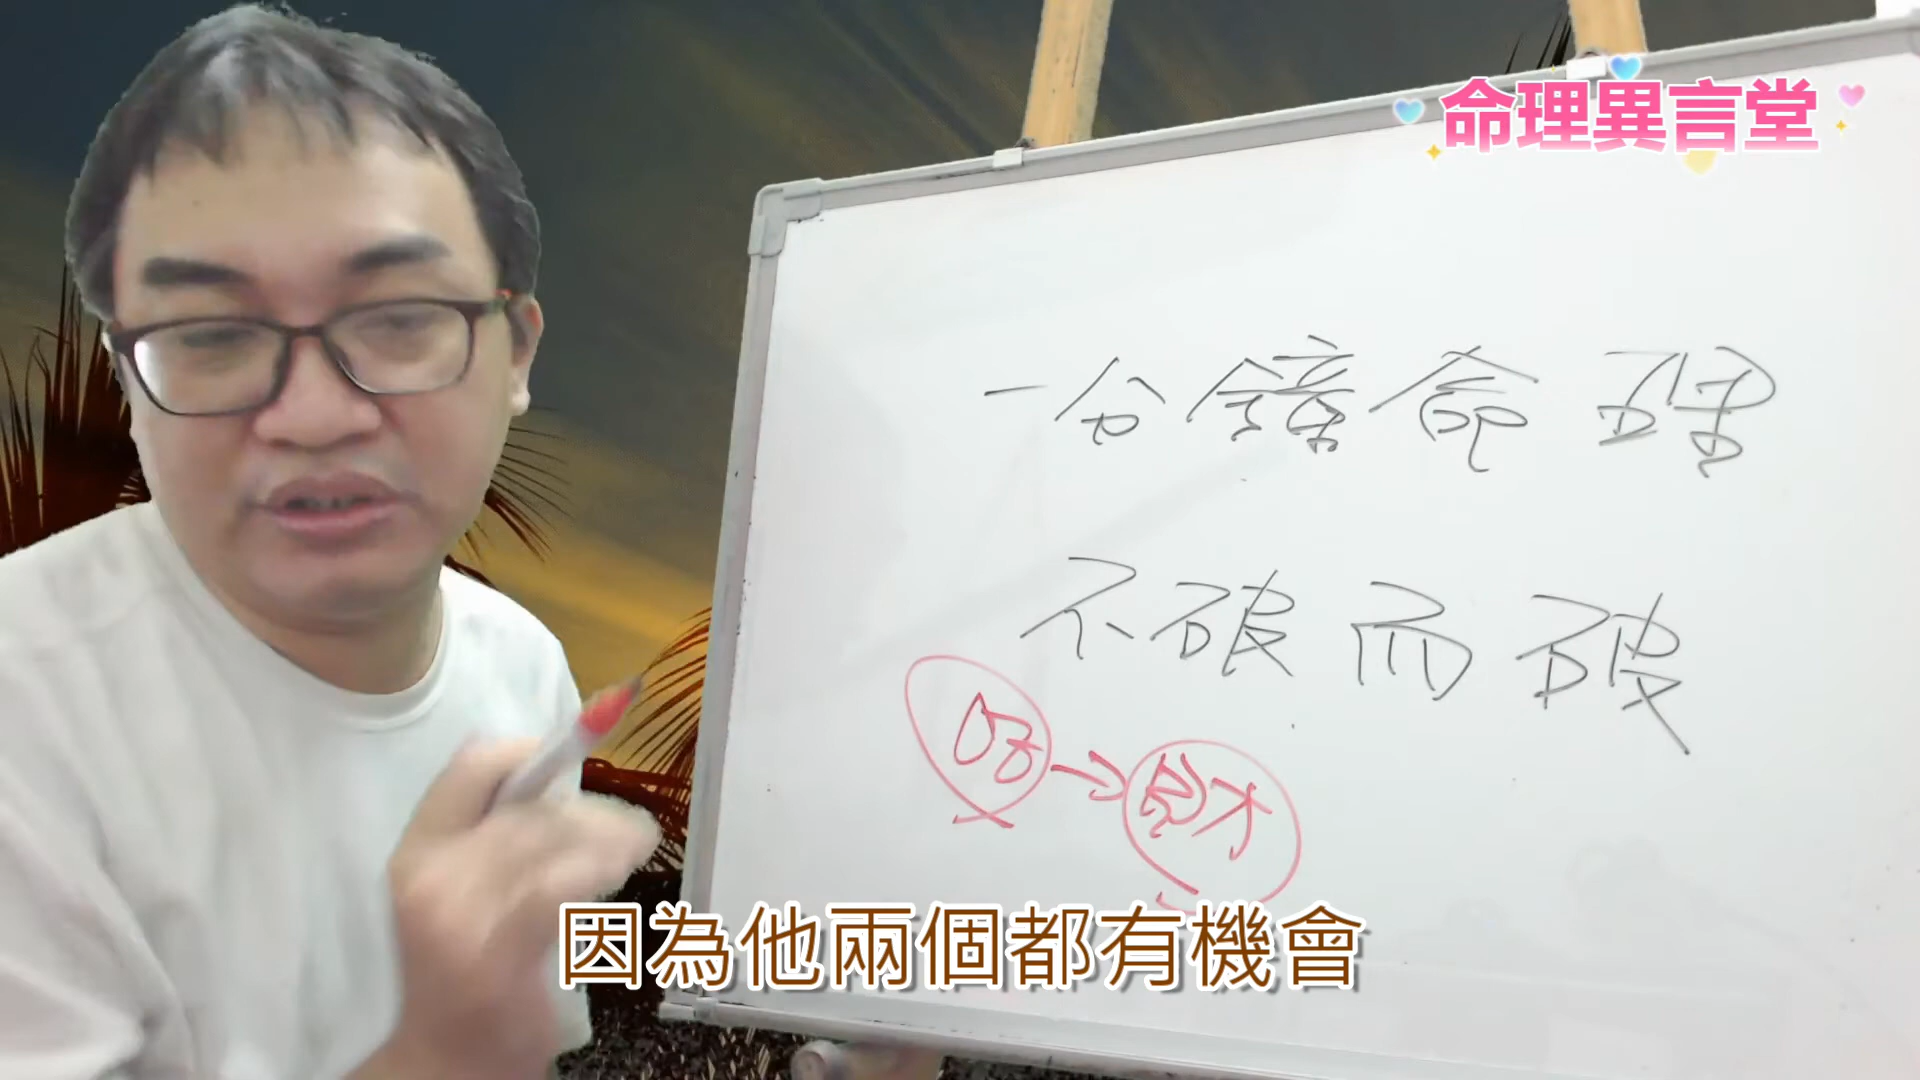 命理異言堂
一分鐘命理
不破而破
印→財
因為他兩個都有機會